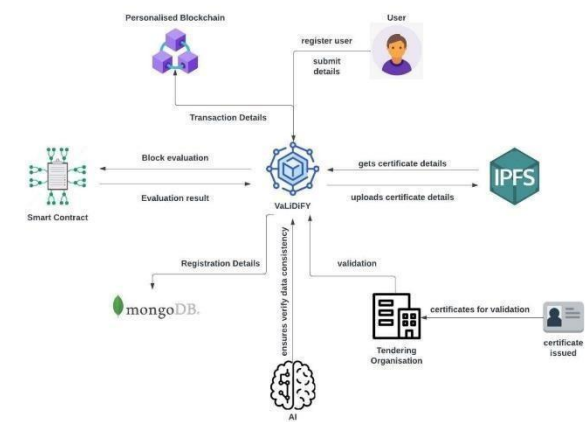 Personalised Blockchain
User
register user
submit
details
Transaction Details
Block evaluation
gets certificate details
IPFS
Evaluation result
uploads certificate details
Smart Contract
VaLiDiFY
Registration Details
validation
ensures verify data consistency
mongoDB.
certificates for validation
Tendering
Organisation
certificate
issued
AI